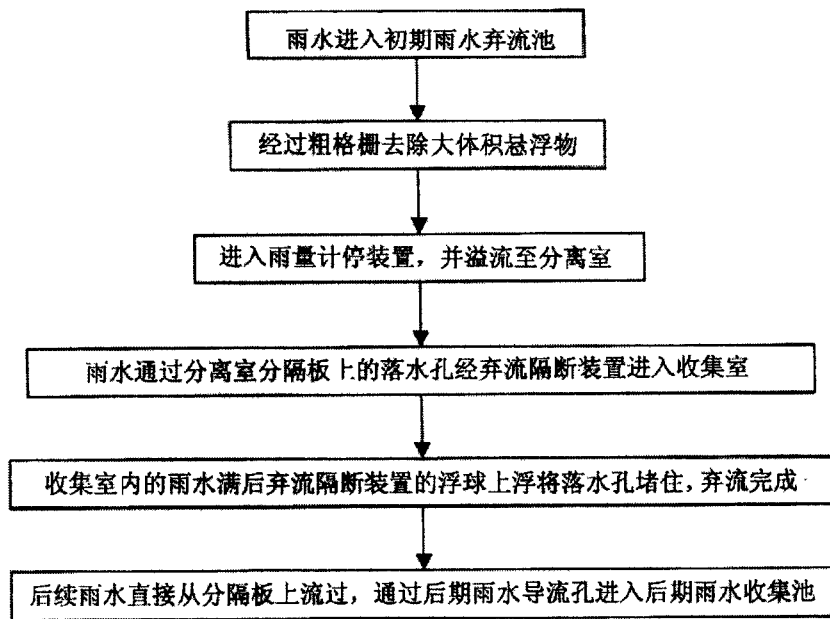 雨水进入初期雨水弃流池
经过粗格栅去除大体积悬浮物
进入雨量计停装置，并溢流至分离室
雨水通过分离室分隔板上的落水孔经弃流隔断装置进入收集室
收集室内的雨水满后弃流隔断装置的浮球上浮将落水孔堵住，弃流完成
后续雨水直接从分隔板上流过，通过后期雨水导流孔进入后期雨水收集池